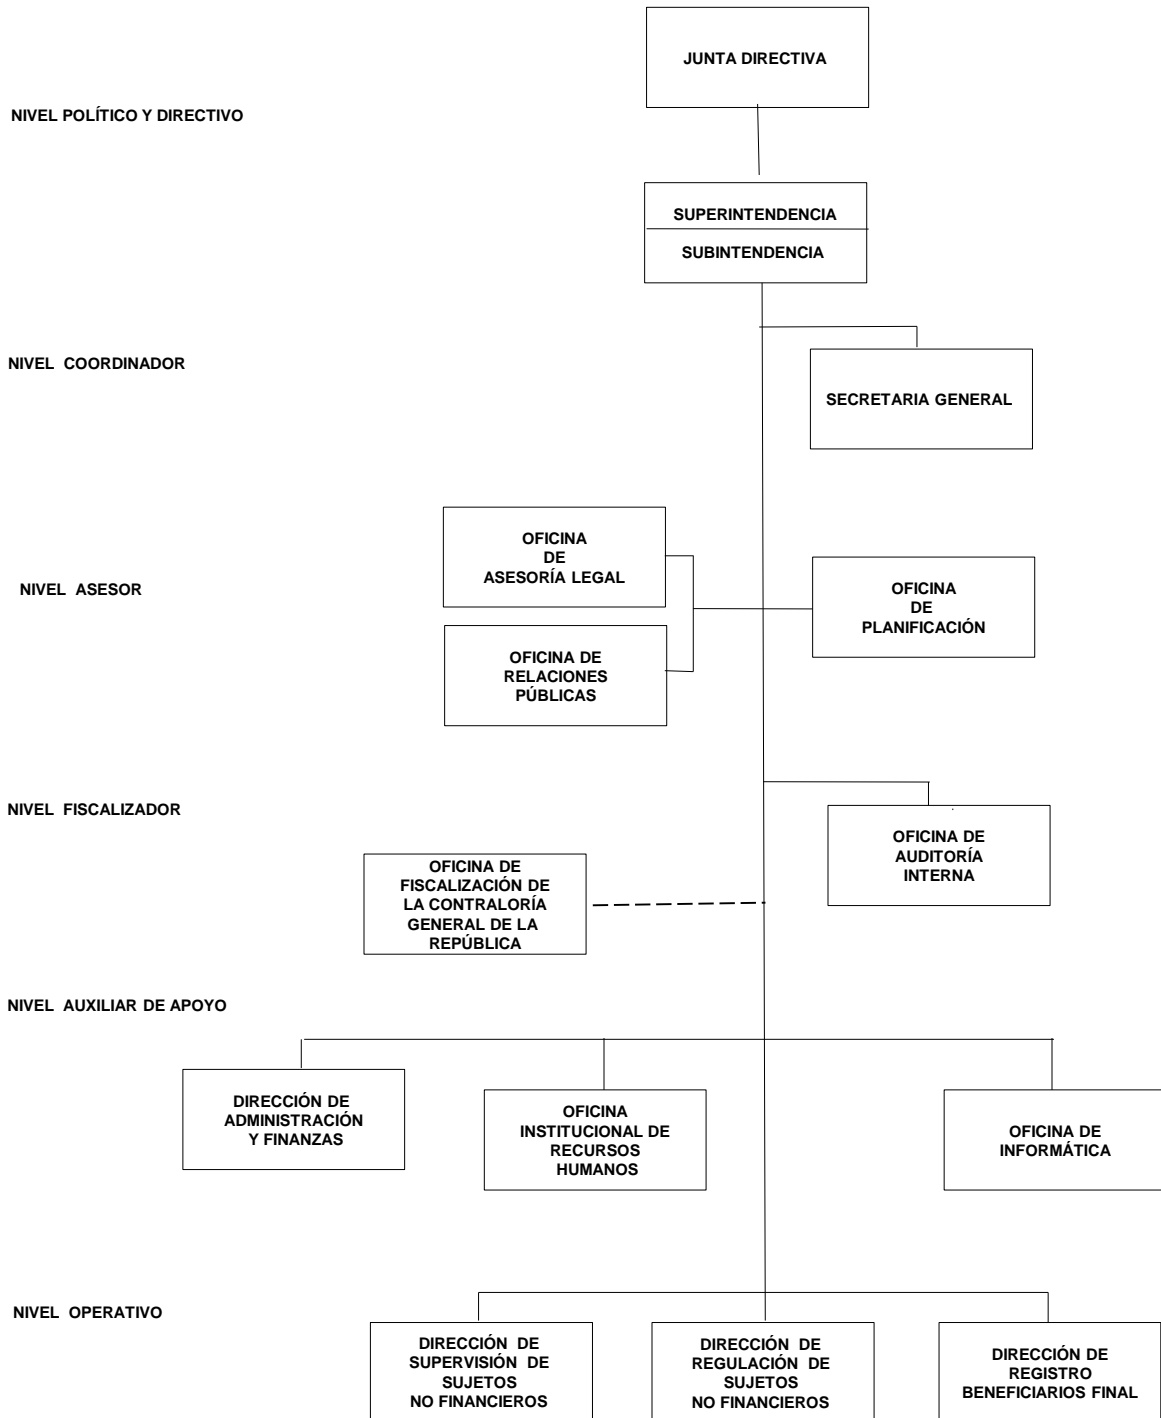 JUNTA DIRECTIVA
NIVEL POLÍTICO Y DIRECTIVO
SUPERINTENDENCIA
SUBINTENDENCIA
NIVEL COORDINADOR
SECRETARIA GENERAL
OFICINA
DE
ASESORÍA LEGAL
NIVEL ASESOR
OFICINA
DE
PLANIFICACIÓN
OFICINA DE
RELACIONES
PÚBLICAS
NIVEL FISCALIZADOR
OFICINA DE
AUDITORÍA
INTERNA
OFICINA DE
FISCALIZACIÓN DE
LA CONTRALORÍA
GENERAL DE LA
REPÚBLICA
NIVEL AUXILIAR DE APOYO
DIRECCIÓN DE
ADMINISTRACIÓN
Y FINANZAS
OFICINA
INSTITUCIONAL DE
RECURSOS
HUMANOS
OFICINA DE
INFORMÁTICA
NIVEL OPERATIVO
DIRECCIÓN DE
SUPERVISIÓN DE
SUJETOS
NO FINANCIEROS
DIRECCIÓN DE
REGULACIÓN DE
SUJETOS
NO FINANCIEROS
DIRECCIÓN DE
REGISTRO
BENEFICIARIOS FINAL